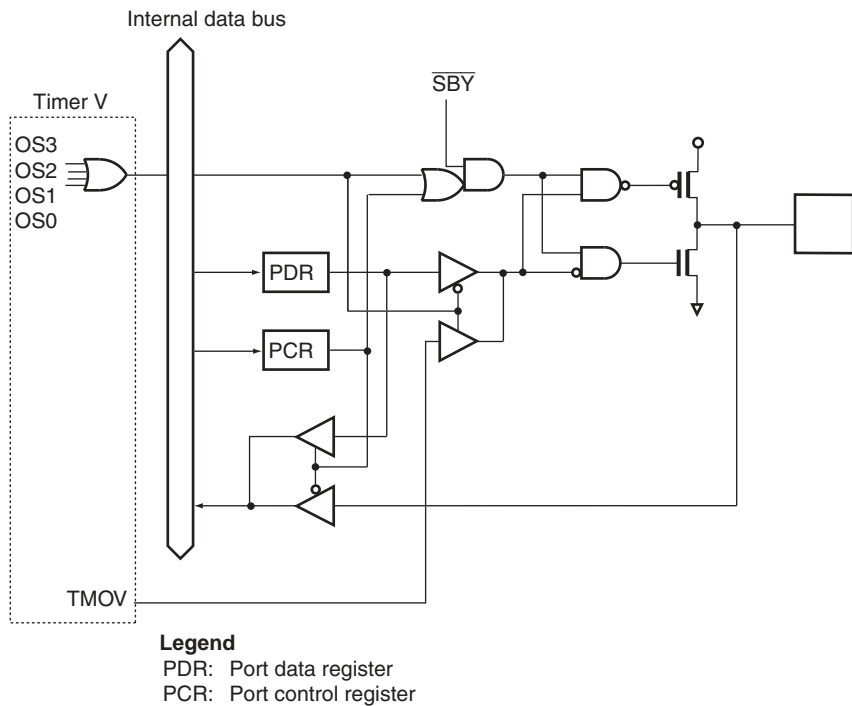 Internal data bus
SBY
Timer V
OS3
OS2
OS1
OS0
PDR
PCR
TMOV
Legend
PDR: Port data register
PCR: Port control register